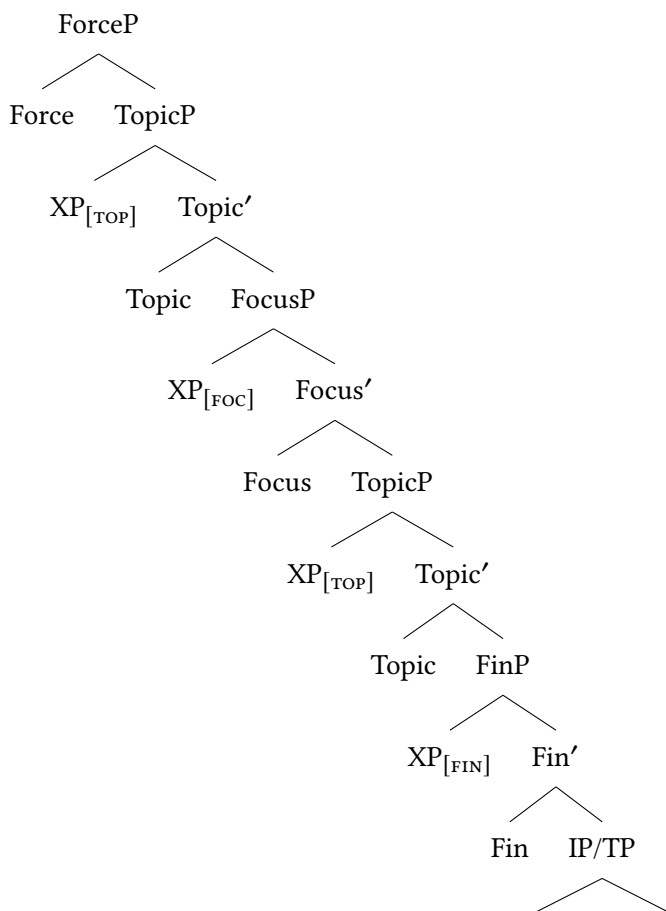 ForceP
Force TopicP
XP[TOP] Topic′
Topic FocusP
XP[FOC] Focus′
Focus TopicP
XP[TOP] Topic′
Topic FinP
XP[FIN] Fin′
Fin IP/TP